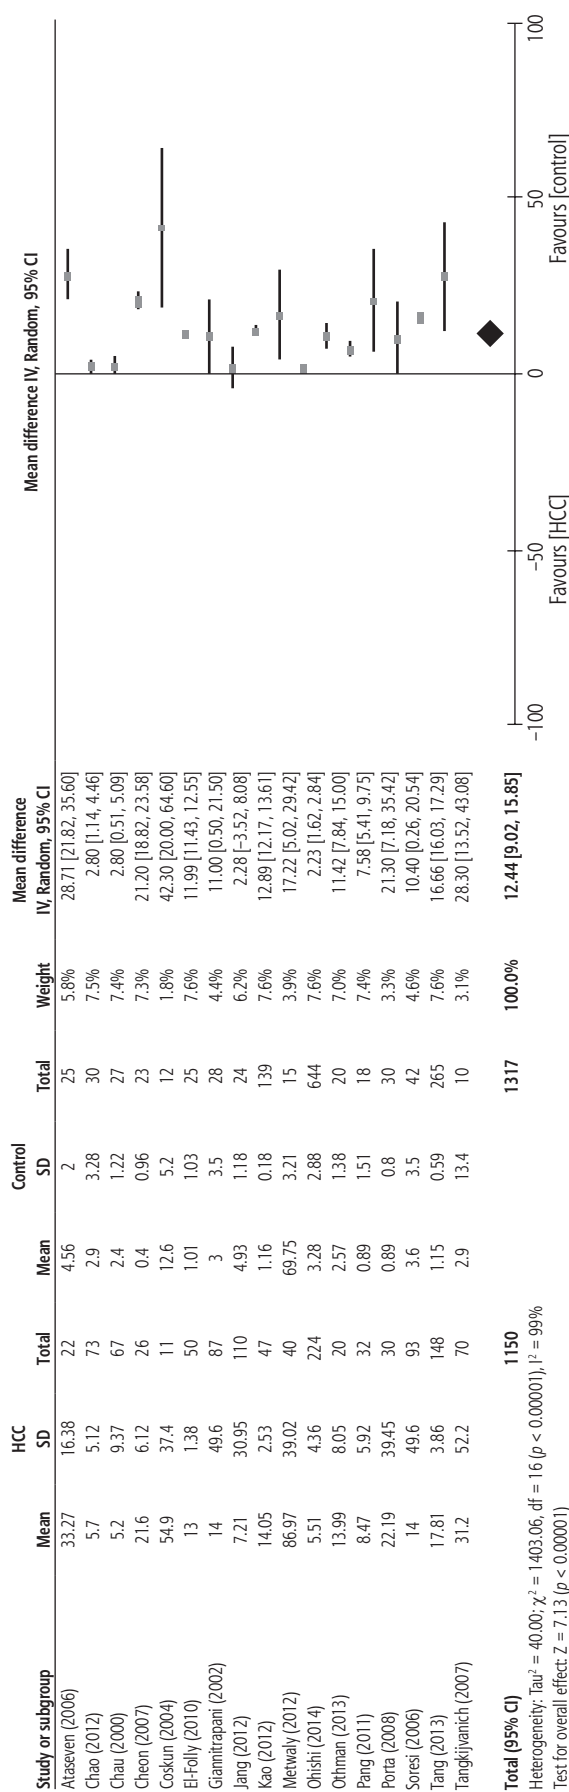 HCC Control Mean difference Mean difference IV, Random, 95% CI
Study or subgroup Mean SD Total Mean SD Total Weight IV, Random, 95% CI
Ataseven (2006) 33.27 16.38 22 4.56 2 25 5.8% 28.71 [21.82, 35.60]
Chao (2012) 5.7 5.12 73 2.9 3.28 30 7.5% 2.80 [1.14, 4.46]
Chau (2000) 5.2 9.37 67 2.4 1.22 27 7.4% 2.80 [0.51, 5.09]
Cheon (2007) 21.6 6.12 26 0.4 0.96 23 7.3% 21.20 [18.82, 23.58]
Coskun (2004) 54.9 37.4 11 12.6 5.2 12 1.8% 42.30 [20.00, 64.60]
El-Folly (2010) 13 1.38 50 1.01 1.03 25 7.6% 11.99 [11.43, 12.55]
Giannitrapani (2002) 14 49.6 87 3 3.5 28 4.4% 11.00 [0.50, 21.50]
Jang (2012) 7.21 30.95 110 4.93 1.18 24 6.2% 2.28 [−3.52, 8.08]
Kao (2012) 14.05 2.53 47 1.16 0.18 139 7.6% 12.89 [12.17, 13.61]
Metwaly (2012) 86.97 39.02 40 69.75 3.21 15 3.9% 17.22 [5.02, 29.42]
Ohishi (2014) 5.51 4.36 224 3.28 2.88 644 7.6% 2.23 [1.62, 2.84]
Othman (2013) 13.99 8.05 20 2.57 1.38 20 7.0% 11.42 [7.84, 15.00]
Pang (2011) 8.47 5.92 32 0.89 1.51 18 7.4% 7.58 [5.41, 9.75]
Porta (2008) 22.19 39.45 30 0.89 0.8 30 3.3% 21.30 [7.18, 35.42]
Soresi (2006) 14 49.6 93 3.6 3.5 42 4.6% 10.40 [0.26, 20.54]
Tang (2013) 17.81 3.86 148 1.15 0.59 265 7.6% 16.66 [16.03, 17.29]
Tangkijvanich (2007) 31.2 52.2 70 2.9 13.4 10 3.1% 28.30 [13.52, 43.08]
Total (95% CI) 1150 1317 100.0% 12.44 [9.02, 15.85]
Heterogeneity: Tau² = 40.00; χ² = 1403.06, df = 16 (p < 0.00001), I² = 99%
Test for overall effect: Z = 7.13 (p < 0.00001)
−100 −50 0 50 100
Favours [HCC] Favours [control]